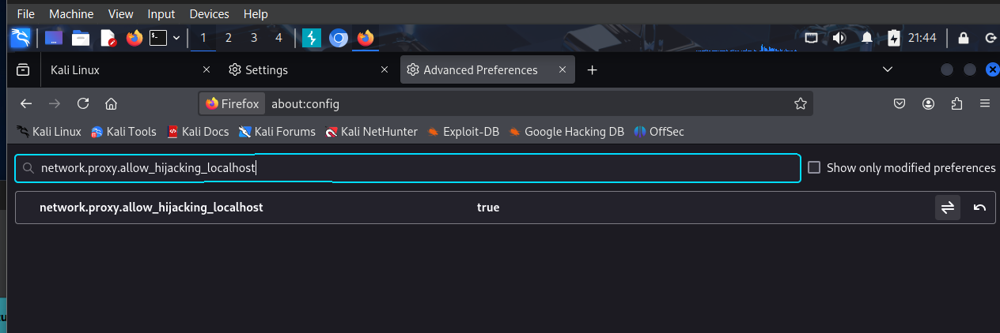 File Machine View Input Devices Help
1 2 3 4 21:44
Kali Linux Settings Advanced Preferences
Firefox about:config
Kali Linux Kali Tools Kali Docs Kali Forums Kali NetHunter Exploit-DB Google Hacking DB OffSec
network.proxy.allow_hijacking_localhost Show only modified preferences
network.proxy.allow_hijacking_localhost true